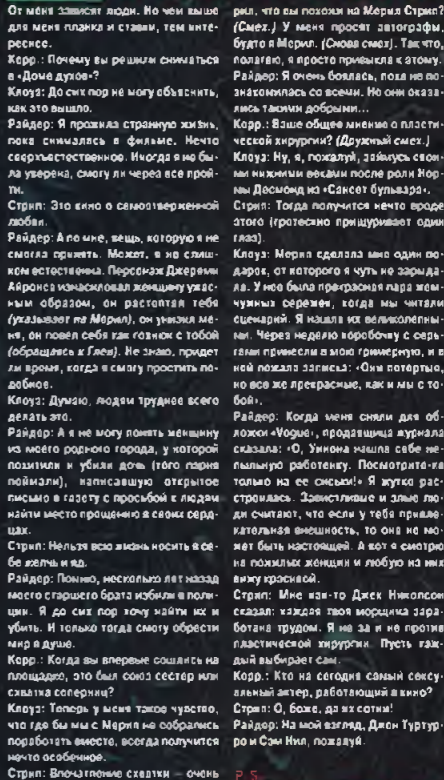 От меня зависят люди. Но чем выше
для меня планка и ставки, тем инте-
реснее.
Корр.: Почему вы решили сниматься
в «Доме духов»?
Клоуз: До сих пор не могу объяснить,
как это вышло.
Райдер: Я прожила странную жизнь,
пока снималась в фильме. Нечто
сверхъестественное. Иногда я не бы-
ла уверена, смогу ли через все прой-
ти.
Стрип: Это кино о самоотверженной
любви.
Райдер: А по мне, вещь, которую я не
смогла принять. Может, я не слиш-
ком естественна. Персонаж Джереми
Айронса изнасиловал женщину ужас-
ным образом, он растоптал тебя
(указывает на Мерил), он унизил ме-
ня, он повел себя как говнюк с тобой
(обращаясь к Глен). Не знаю, придет
ли время, когда я смогу простить по-
добное.
Клоуз: Думаю, людям труднее всего
делать это.
Райдер: А я не могу понять женщину
из моего родного города, у которой
похитили и убили дочь (того парня
поймали), написавшую открытое
письмо в газету с просьбой к людям
найти место прощению в своих серд-
цах.
Стрип: Нельзя всю жизнь носить в се-
бе желчь и яд.
Райдер: Помню, несколько лет назад
моего старшего брата избили в поли-
ции. Я до сих пор хочу найти их и
убить. И только тогда смогу обрести
мир в душе.
Корр.: Когда вы впервые сошлись на
площадке, это был союз сестер или
схватка соперниц?
Клоуз: Теперь у меня такое чувство,
что где бы мы с Мерил не собрались
поработать вместе, всегда получится
нечто особенное.
Стрип: Впечатление схватки — очень
рил, что вы похожи на Мерил Стрип?
(Смех.) У меня просят автографы,
будто я Мерил. (Снова смех). Так что,
полагаю, я просто привыкла к этому.
Райдер: Я очень боялась, пока не по-
знакомилась со всеми. Но они оказа-
лись такими добрыми...
Корр.: Ваше общее мнение о пласти-
ческой хирургии? (Дружный смех.)
Клоуз: Ну, я, пожалуй, займусь свои-
ми нижними веками после роли Нор-
мы Десмонд из «Сансет бульвара».
Стрип: Тогда получится нечто вроде
этого (гротескно прищуривает один
глаз).
Клоуз: Мерил сделала мне один по-
дарок, от которого я чуть не зарыда-
ла. У нее была прекрасная пара жем-
чужных сережек, когда мы читали
сценарий. Я нашла их великолепны-
ми. Через неделю коробочку с серь-
гами принесли в мою гримерную, и в
ней лежала записка: «Они потертые,
но все же прекрасные, как и мы с то-
бой».
Райдер: Когда меня сняли для об-
ложки «Vogue», продавщица журнала
сказала: «О, Уинона нашла себе не-
пыльную работенку. Посмотрите-ка
только на ее сиськи!» Я жутко рас-
строилась. Завистливые и злые лю-
ди считают, что если у тебя привле-
кательная внешность, то она не мо-
жет быть настоящей. А вот я смотрю
на пожилых женщин и любую из них
вижу красивой.
Стрип: Мне как-то Джек Николсон
сказал: каждая твоя морщинка зара-
ботана трудом. Я не за и не против
пластической хирургии. Пусть каж-
дый выбирает сам.
Корр.: Кто на сегодня самый сексу-
альный актер, работающий в кино?
Стрип: О, боже, да их сотни!
Райдер: На мой взгляд, Джон Туртур-
ро и Сэм Нил, пожалуй.
P.S.